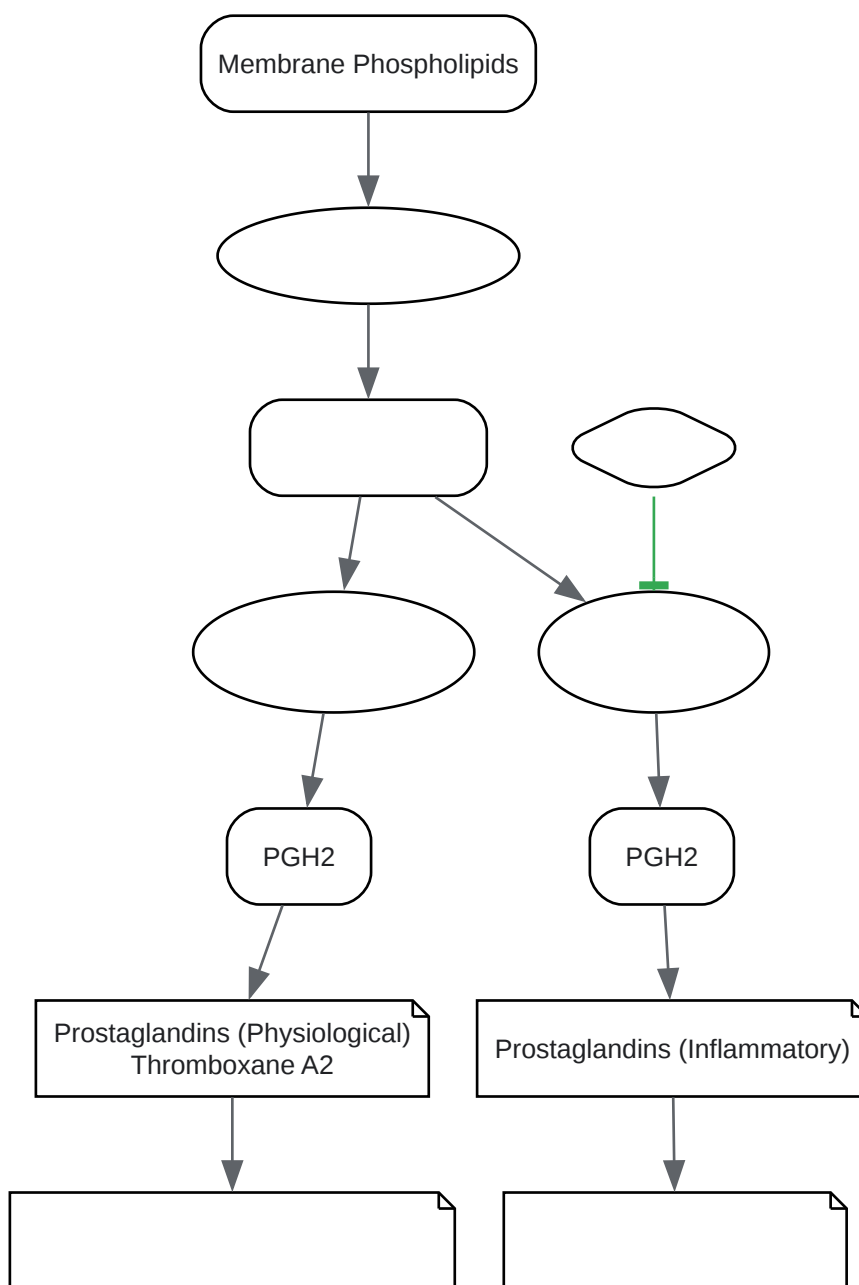 Membrane Phospholipids
PGH2
PGH2
Prostaglandins (Physiological)
Thromboxane A2
Prostaglandins (Inflammatory)